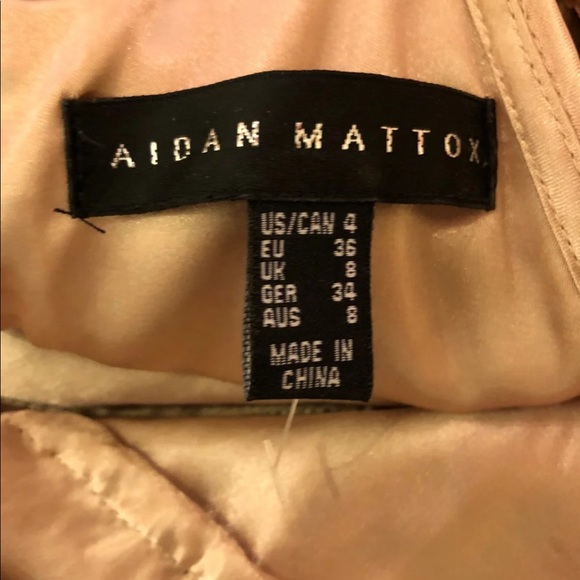 AIDAN MATTOX
US/CAN 4
EU 36
UK 8
GER 34
AUS 8
MADE IN
CHINA